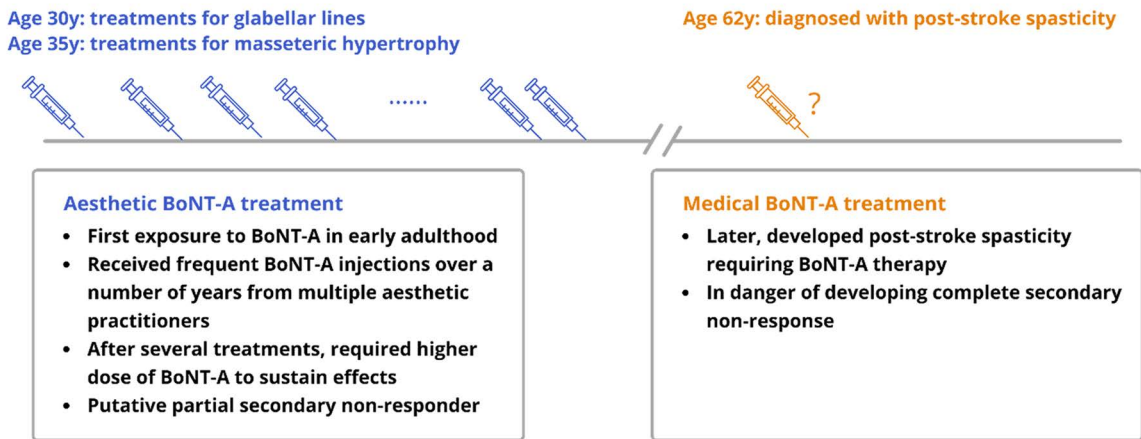 Age 30y: treatments for glabellar lines
Age 35y: treatments for masseteric hypertrophy
Age 62y: diagnosed with post-stroke spasticity
......
?
Aesthetic BoNT-A treatment
• First exposure to BoNT-A in early adulthood
• Received frequent BoNT-A injections over a
number of years from multiple aesthetic
practitioners
• After several treatments, required higher
dose of BoNT-A to sustain effects
• Putative partial secondary non-responder
Medical BoNT-A treatment
• Later, developed post-stroke spasticity
requiring BoNT-A therapy
• In danger of developing complete secondary
non-response